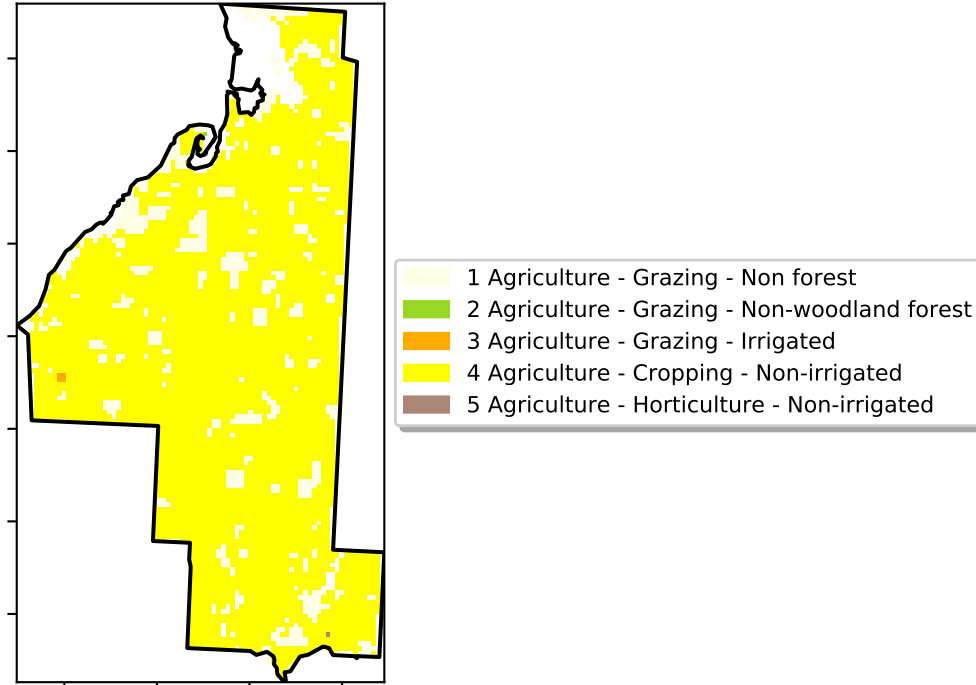 1 Agriculture - Grazing - Non forest
2 Agriculture - Grazing - Non-woodland forest
3 Agriculture - Grazing - Irrigated
4 Agriculture - Cropping - Non-irrigated
5 Agriculture - Horticulture - Non-irrigated